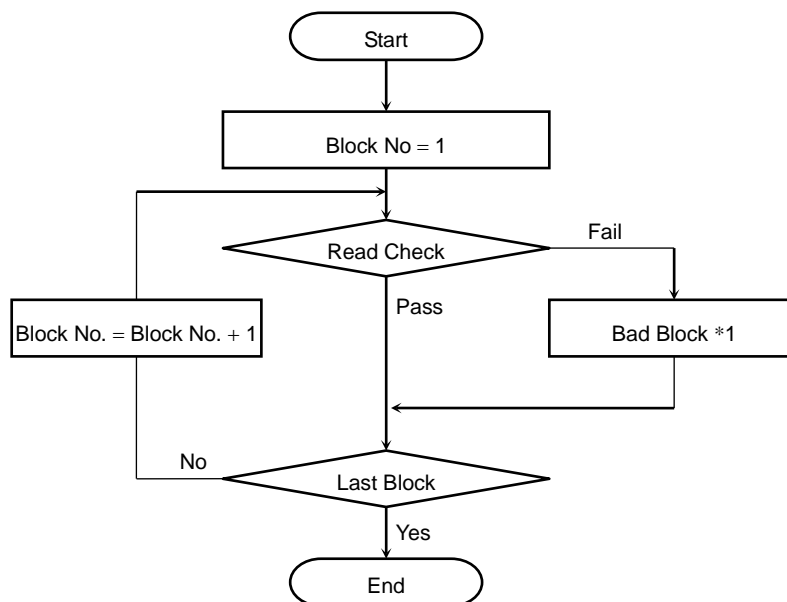 Start
Block No = 1
Read Check
Fail
Pass
Block No. = Block No. + 1
Bad Block *1
No
Last Block
Yes
End